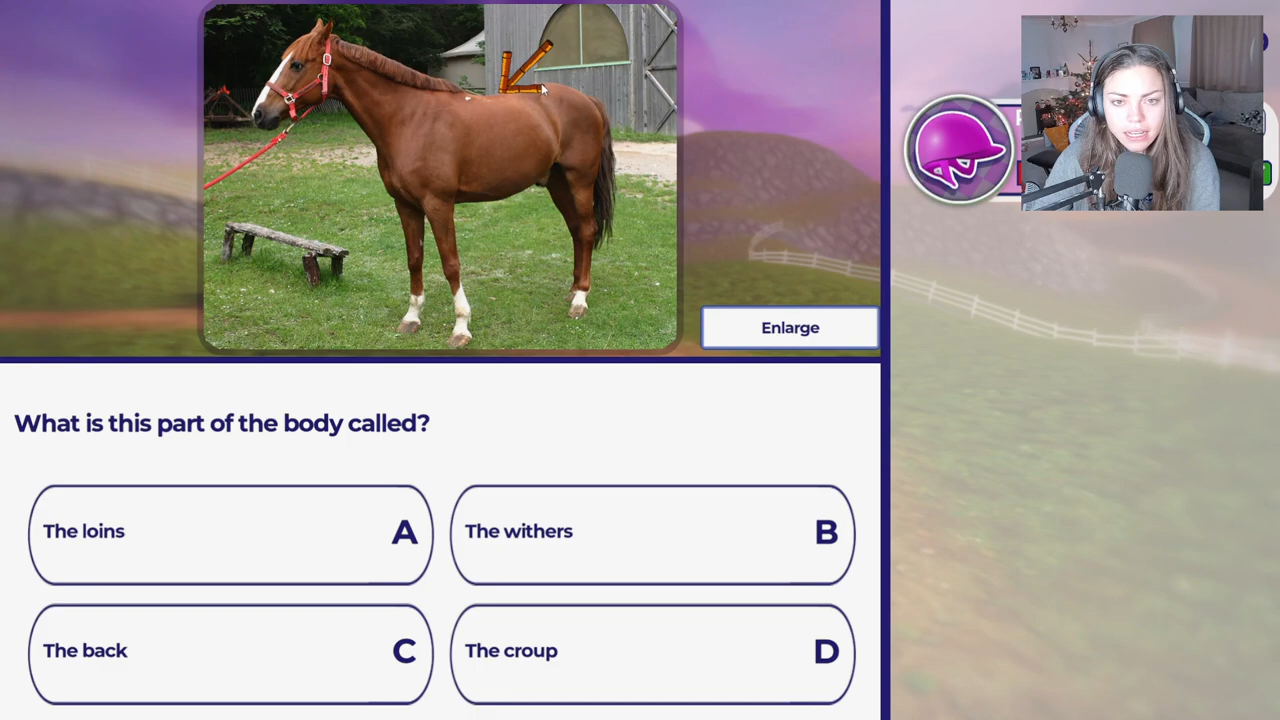 Enlarge
What is this part of the body called?
The loins A
The withers B
The back C
The croup D